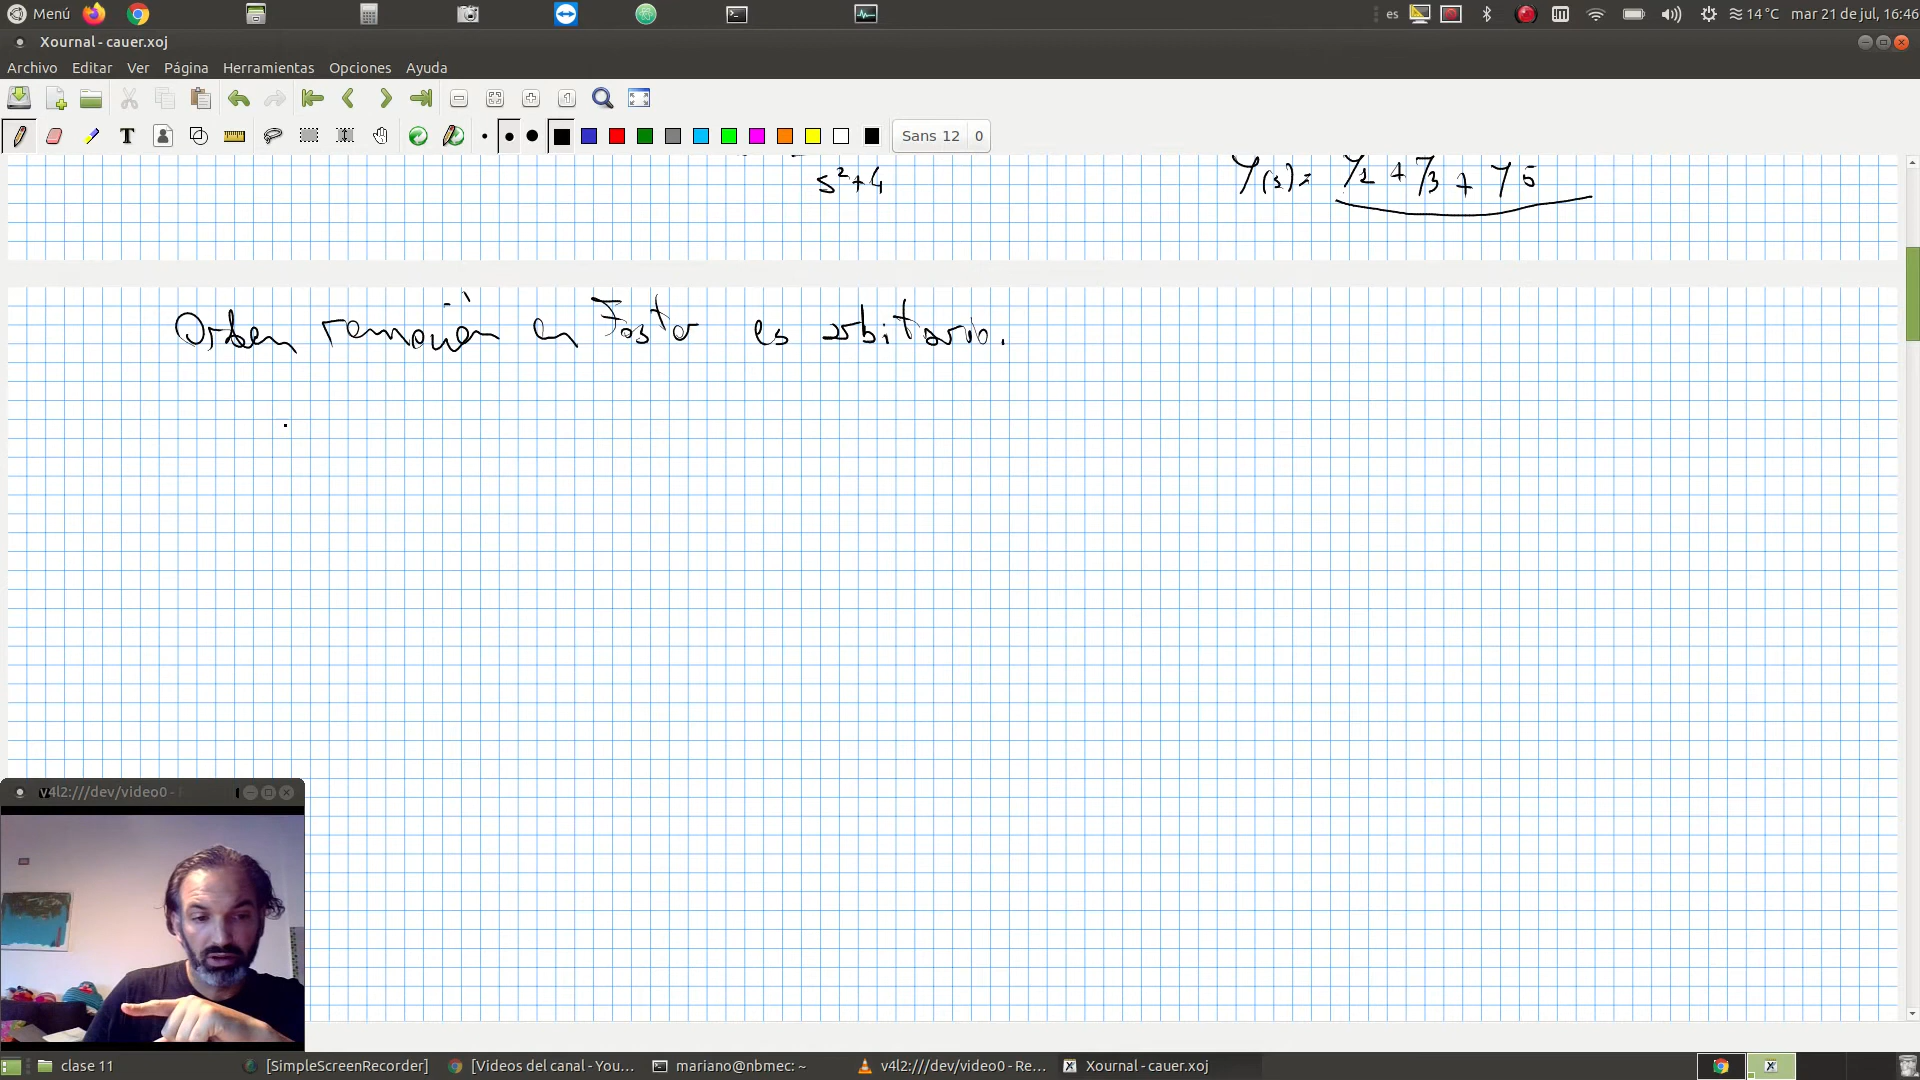 Menú
es
14 °C
mar 21 de jul, 16:46
Xournal - cauer.xoj
Archivo Editar Ver Página Herramientas Opciones Ayuda
Sans 12 0
s²+4
Y(s) = Y2 + Y3 + Y5
Orden remoción en Foster es arbitrario.
v4l2:///dev/video0 -
clase 11
[SimpleScreenRecorder]
[Videos del canal - You...
mariano@nbmec: ~
v4l2:///dev/video0 - Re...
Xournal - cauer.xoj